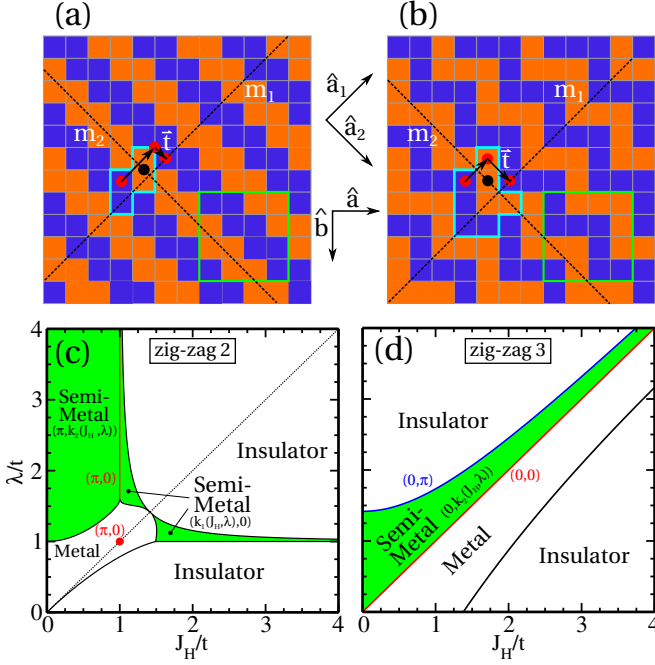 (a)
(b)
m1
m2
t⃗
â1
â2
â
b̂
m1
m2
t⃗
(c)
zig-zag 2
Semi-
Metal
(π,k2(JH,λ))
(π,0)
Insulator
Semi-
Metal
(k1(JH,λ),0)
(π,0)
Metal
Insulator
λ/t
4
3
2
1
0
0
1
2
3
4
JH/t
(d)
zig-zag 3
Insulator
(0,π)
(0,0)
Semi-
Metal (0,k2(JH,λ))
Metal
Insulator
0
1
2
3
4
JH/t